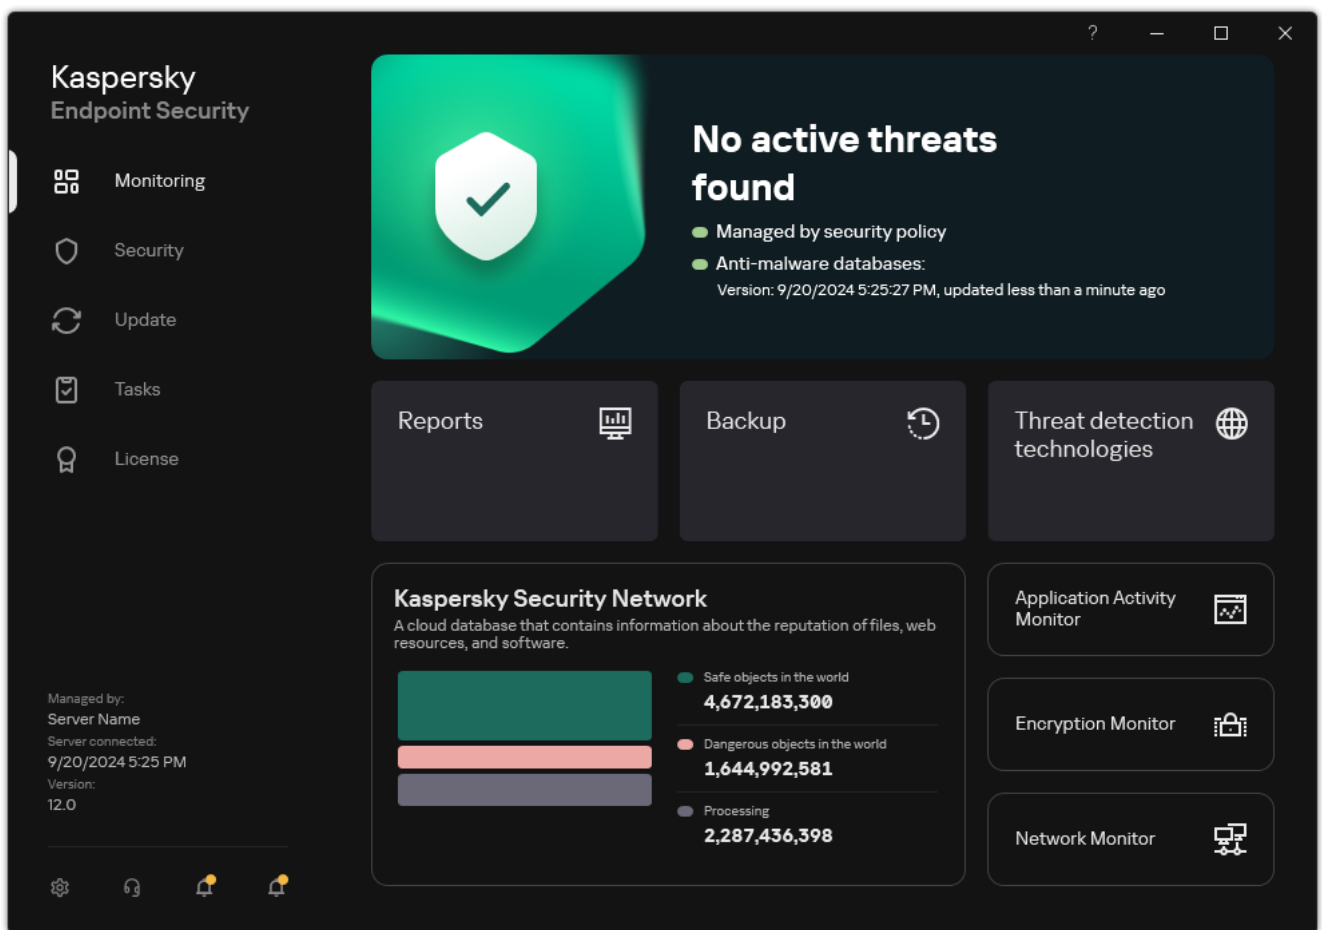 ?
Kaspersky
Endpoint Security
Monitoring
Security
Update
Tasks
License
Managed by:
Server Name
Server connected:
9/20/2024 5:25 PM
Version:
12.0
No active threats
found
Managed by security policy
Anti-malware databases:
Version: 9/20/2024 5:25:27 PM, updated less than a minute ago
Reports
Backup
Threat detection
technologies
Kaspersky Security Network
A cloud database that contains information about the reputation of files, web
resources, and software.
Safe objects in the world
4,672,183,300
Dangerous objects in the world
1,644,992,581
Processing
2,287,436,398
Application Activity
Monitor
Encryption Monitor
Network Monitor